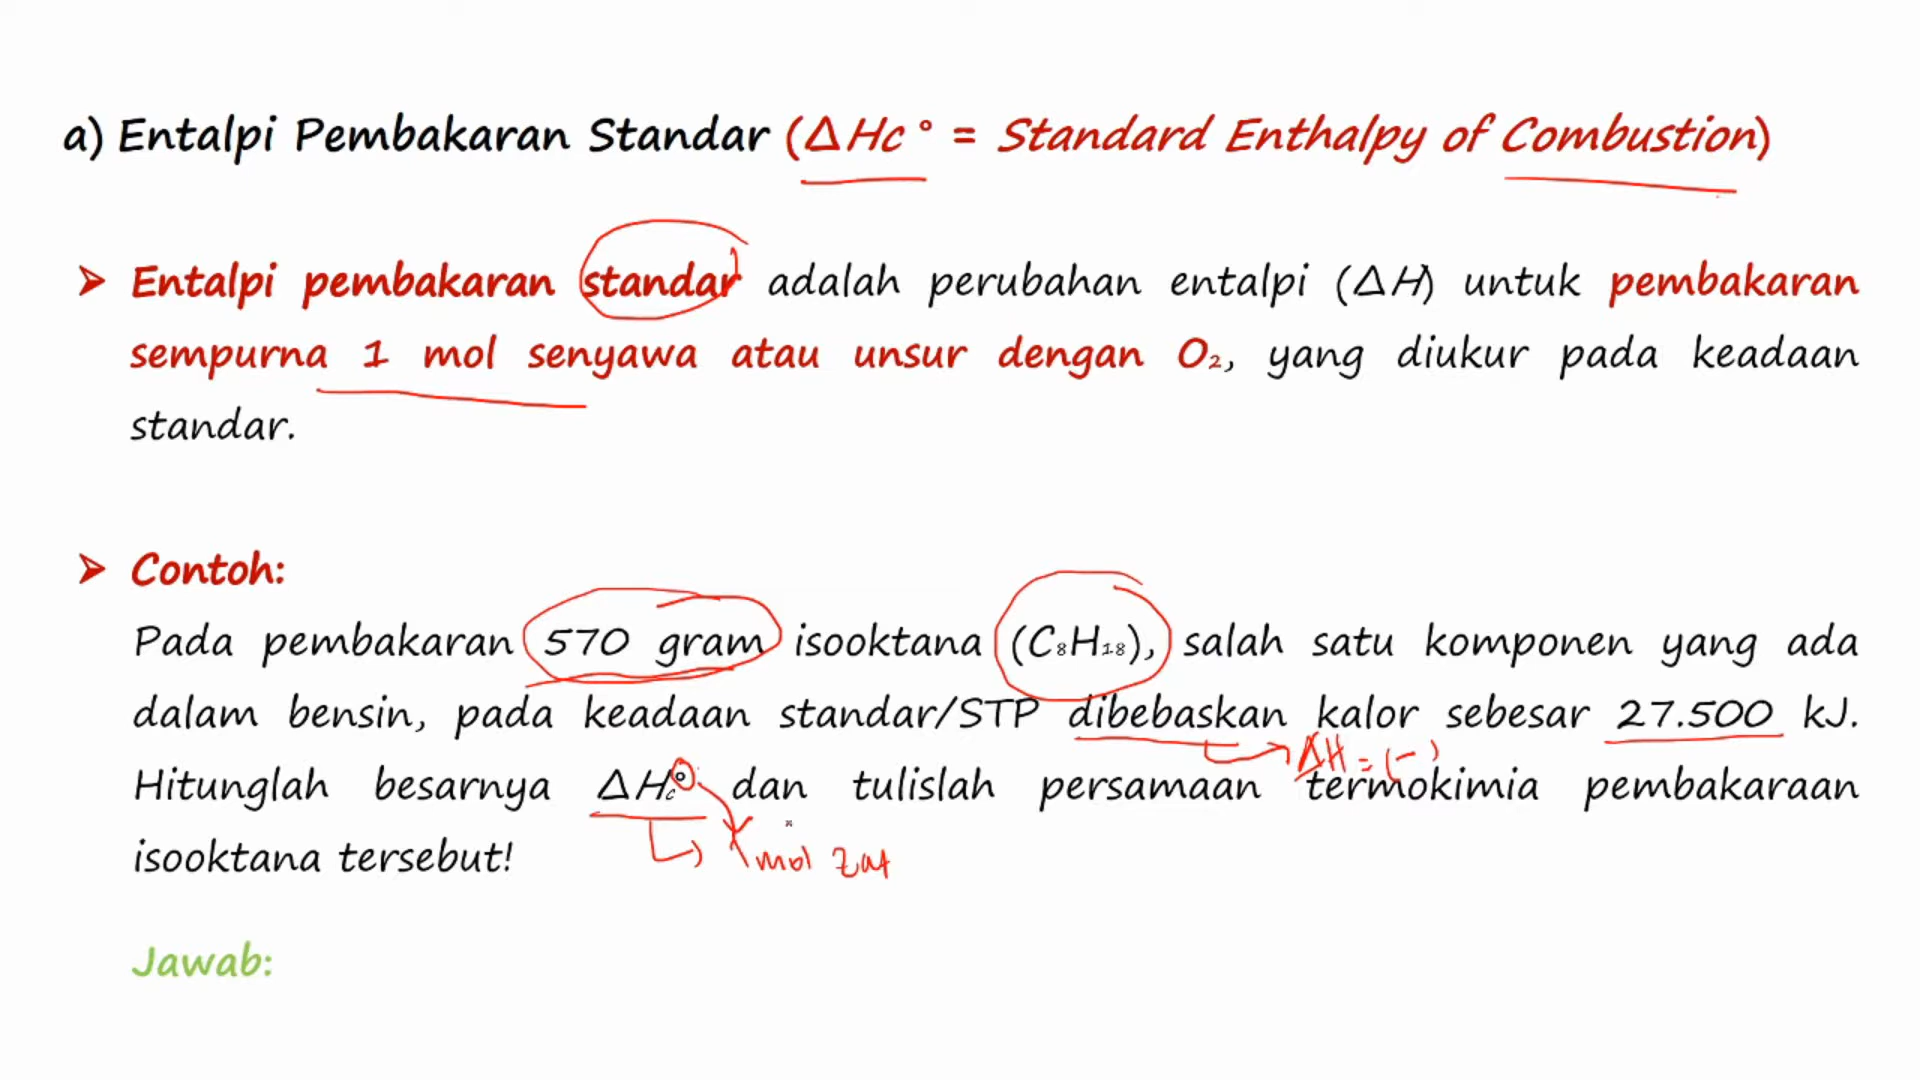 a) Entalpi Pembakaran Standar (ΔHc° = Standard Enthalpy of Combustion)
➢ Entalpi pembakaran standar adalah perubahan entalpi (ΔH) untuk pembakaran
sempurna 1 mol senyawa atau unsur dengan O₂, yang diukur pada keadaan
standar.
➢ Contoh:
Pada pembakaran 570 gram isooktana (C₈H₁₈), salah satu komponen yang ada
dalam bensin, pada keadaan standar/STP dibebaskan kalor sebesar 27.500 kJ.
ΔH = (-)
Hitunglah besarnya ΔHc° dan tulislah persamaan termokimia pembakaraan
isooktana tersebut!
1 mol zat
Jawab: